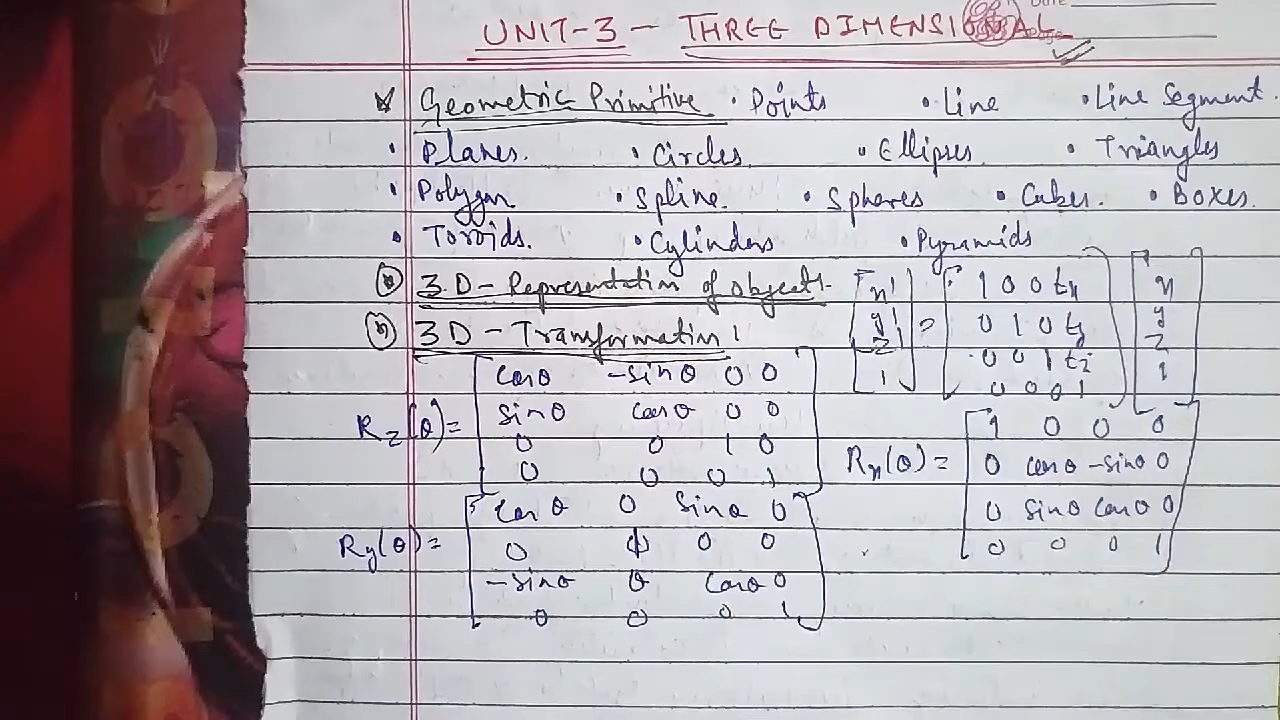 UNIT-3 - THREE DIMENSIONAL
Geometric Primitive • Points • Line • Line Segment.
• Planes. • Circles • Ellipses. • Triangles
• Polygon • Spline. • Spheres • Cubes. • Boxes.
• Toroids. • Cylinders • Pyramids
3D-Representation of objects.
3D-Transformation
[x' y' z' 1] = [1 0 0 tx
0 1 0 ty
0 0 1 tz
0 0 0 1] [x y z 1]
Rz(θ) = [cosθ -sinθ 0 0
sinθ cosθ 0 0
0 0 1 0
0 0 0 1]
Rx(θ) = [1 0 0 0
0 cosθ -sinθ 0
0 sinθ cosθ 0
0 0 0 1]
Ry(θ) = [cosθ 0 sinθ 0
0 1 0 0
-sinθ 0 cosθ 0
0 0 0 1]